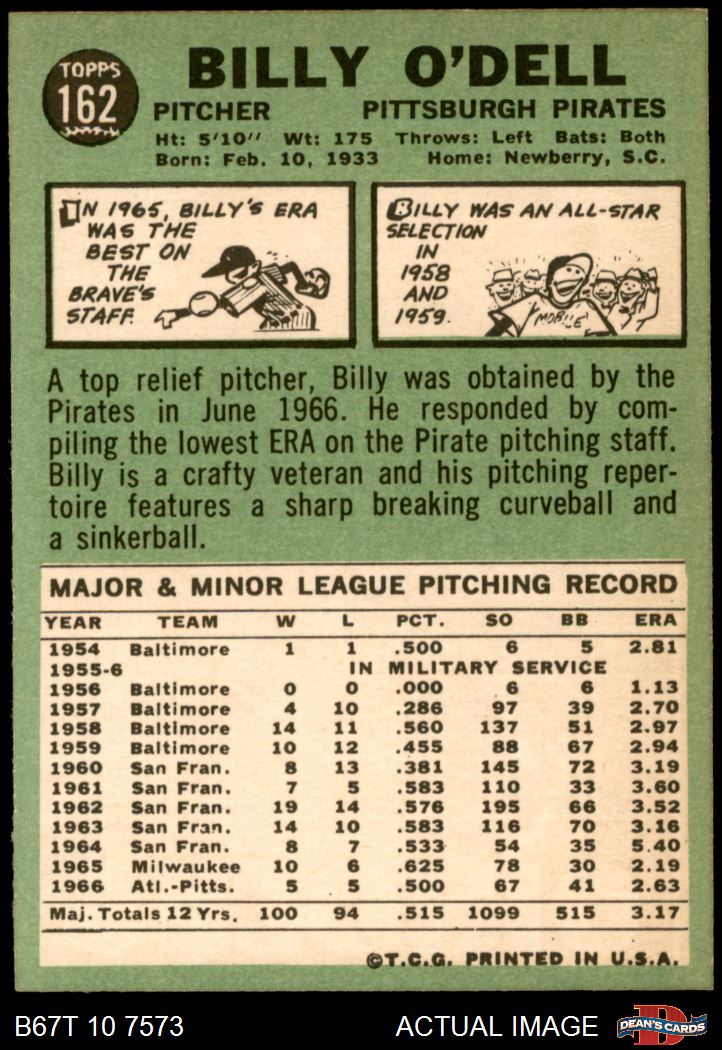 TOPPS
162
BILLY O'DELL
PITCHER PITTSBURGH PIRATES
Ht: 5'10'' Wt: 175 Throws: Left Bats: Both
Born: Feb. 10, 1933 Home: Newberry, S.C.
IN 1965, BILLY'S ERA
WAS THE
BEST ON
THE
BRAVE'S
STAFF.
BILLY WAS AN ALL-STAR
SELECTION
IN
1958
AND
1959.
MOBILE
A top relief pitcher, Billy was obtained by the
Pirates in June 1966. He responded by com-
piling the lowest ERA on the Pirate pitching staff.
Billy is a crafty veteran and his pitching reper-
toire features a sharp breaking curveball and
a sinkerball.
MAJOR & MINOR LEAGUE PITCHING RECORD
YEAR TEAM W L PCT. SO BB ERA
1954 Baltimore 1 1 .500 6 5 2.81
1955-6 IN MILITARY SERVICE
1956 Baltimore 0 0 .000 6 6 1.13
1957 Baltimore 4 10 .286 97 39 2.70
1958 Baltimore 14 11 .560 137 51 2.97
1959 Baltimore 10 12 .455 88 67 2.94
1960 San Fran. 8 13 .381 145 72 3.19
1961 San Fran. 7 5 .583 110 33 3.60
1962 San Fran. 19 14 .576 195 66 3.52
1963 San Fran. 14 10 .583 116 70 3.16
1964 San Fran. 8 7 .533 54 35 5.40
1965 Milwaukee 10 6 .625 78 30 2.19
1966 Atl.-Pitts. 5 5 .500 67 41 2.63
Maj. Totals 12 Yrs. 100 94 .515 1099 515 3.17
©T.C.G. PRINTED IN U.S.A.
B67T 10 7573 ACTUAL IMAGE
D
DEAN'S CARDS